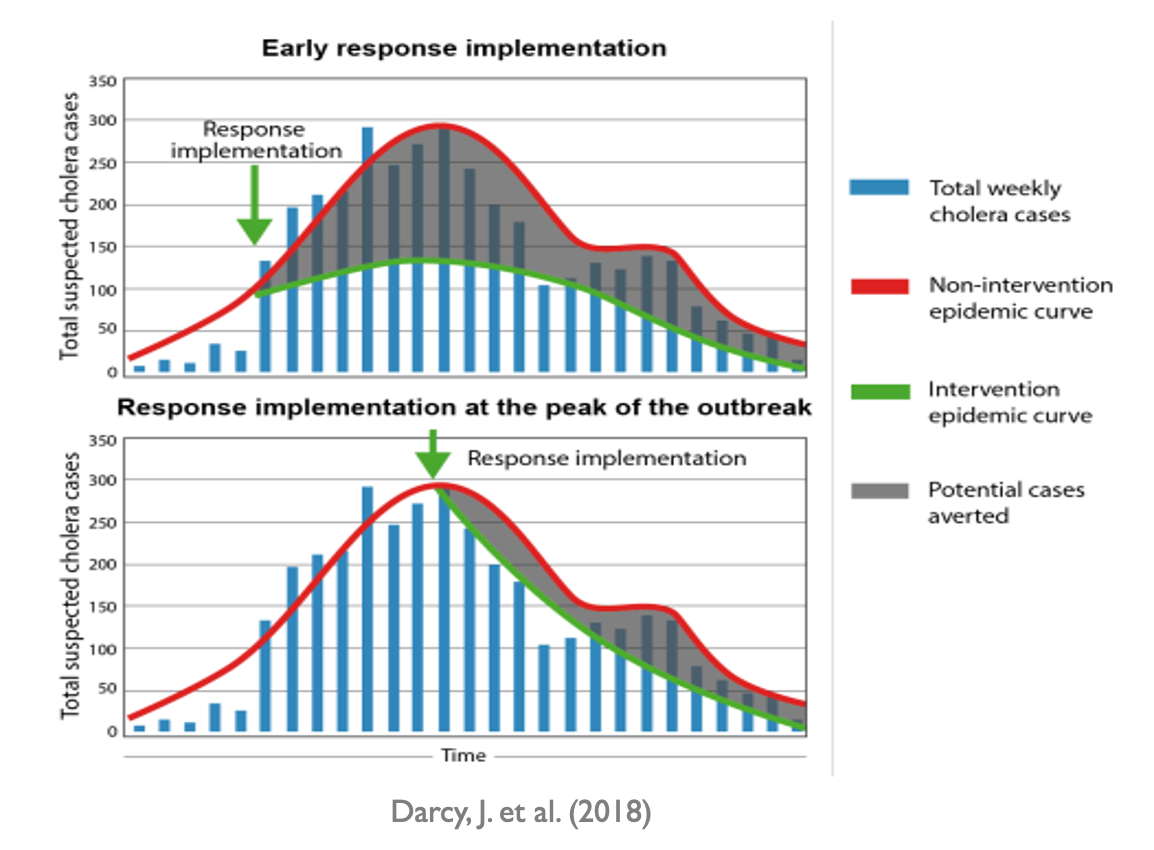 Early response implementation
Total suspected cholera cases
350
300
250
200
150
100
50
0
Response
implementation
Response implementation at the peak of the outbreak
Total suspected cholera cases
350
300
250
200
150
100
50
0
Response implementation
Time
Total weekly
cholera cases
Non-intervention
epidemic curve
Intervention
epidemic curve
Potential cases
averted
Darcy, J. et al. (2018)